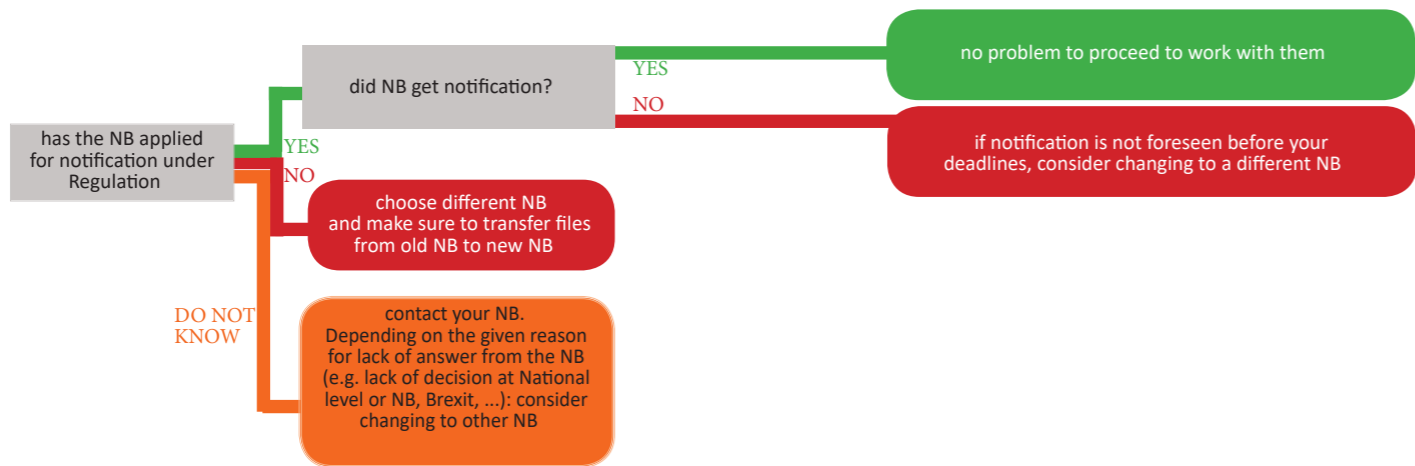 has the NB applied
for notification under
Regulation
YES
NO
DO NOT
KNOW
did NB get notification?
YES
NO
no problem to proceed to work with them
if notification is not foreseen before your
deadlines, consider changing to a different NB
choose different NB
and make sure to transfer files
from old NB to new NB
contact your NB.
Depending on the given reason
for lack of answer from the NB
(e.g. lack of decision at National
level or NB, Brexit, ...): consider
changing to other NB